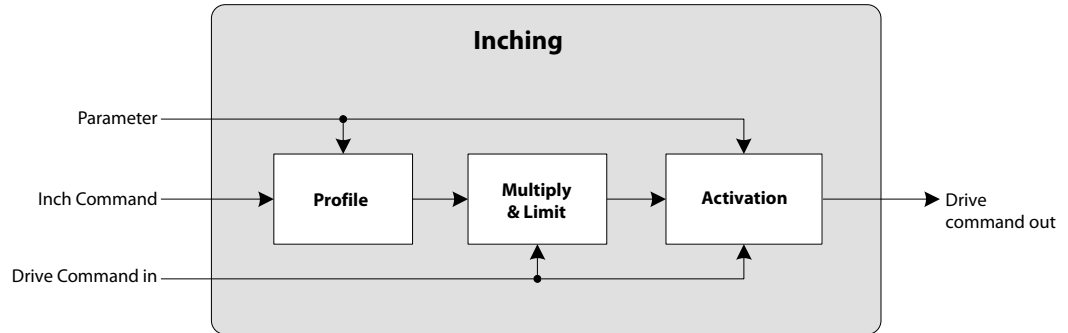 Inching
Parameter
Inch Command
Profile
Multiply
& Limit
Activation
Drive
command out
Drive Command in